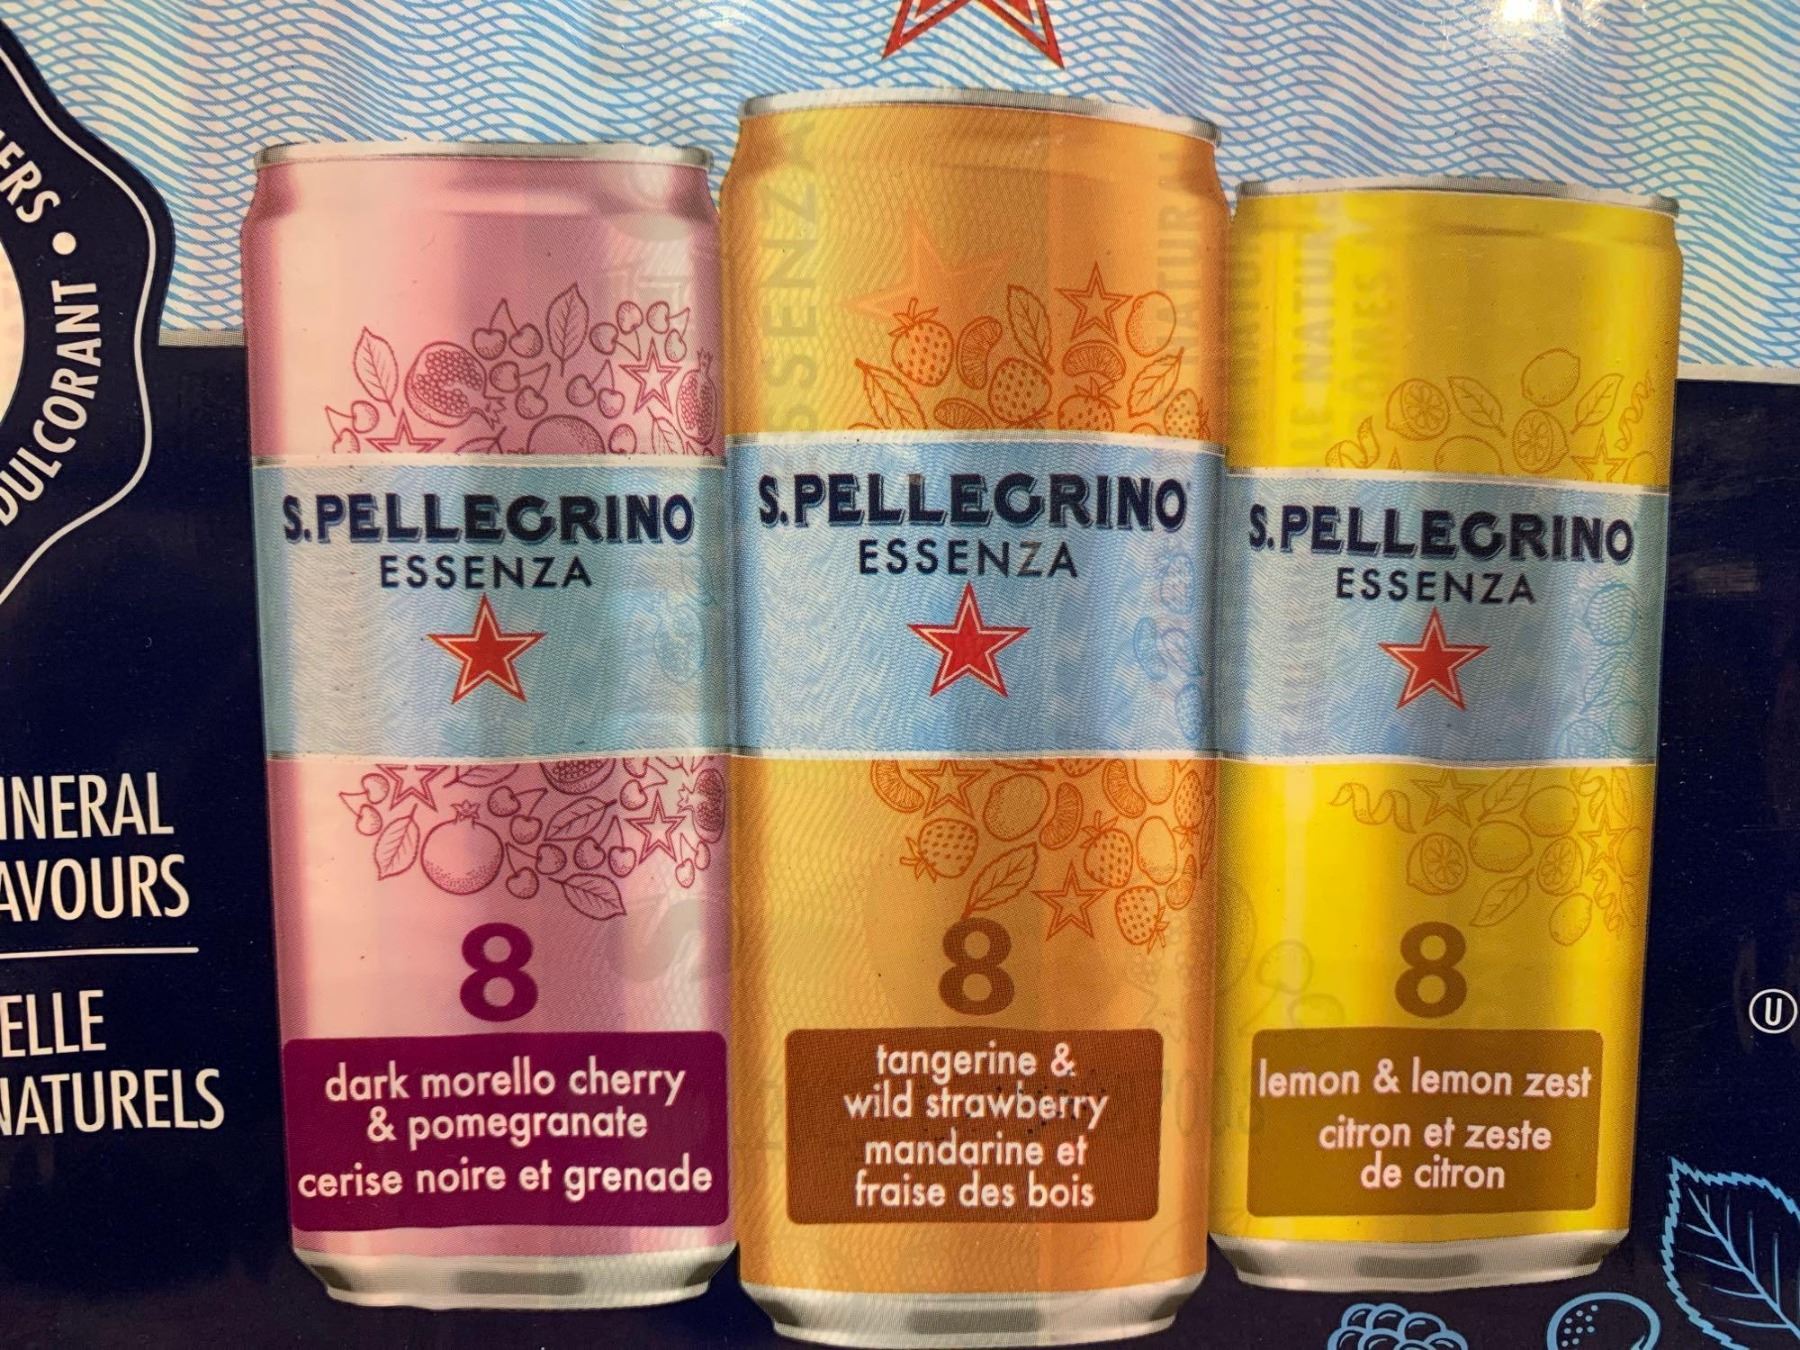 DULCORANT
S.PELLEGRINO
ESSENZA
8
dark morello cherry
& pomegranate
cerise noire et grenade
S.PELLEGRINO
ESSENZA
8
tangerine &
wild strawberry
mandarine et
fraise des bois
S.PELLEGRINO
ESSENZA
8
lemon & lemon zest
citron et zeste
de citron
INERAL
AVOURS
ELLE
NATURELS
U